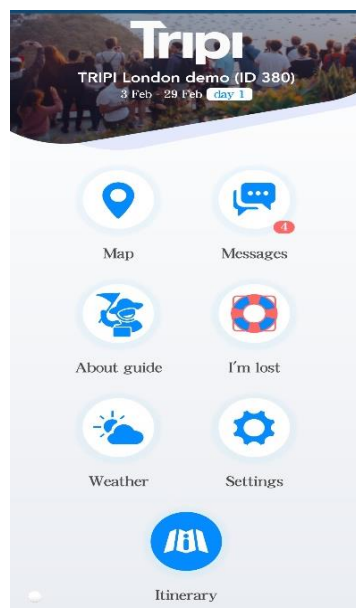 Tripi
TRIPI London demo (ID 380)
3 Feb - 29 Feb day 1
Map
4
Messages
About guide
I'm lost
Weather
Settings
Itinerary